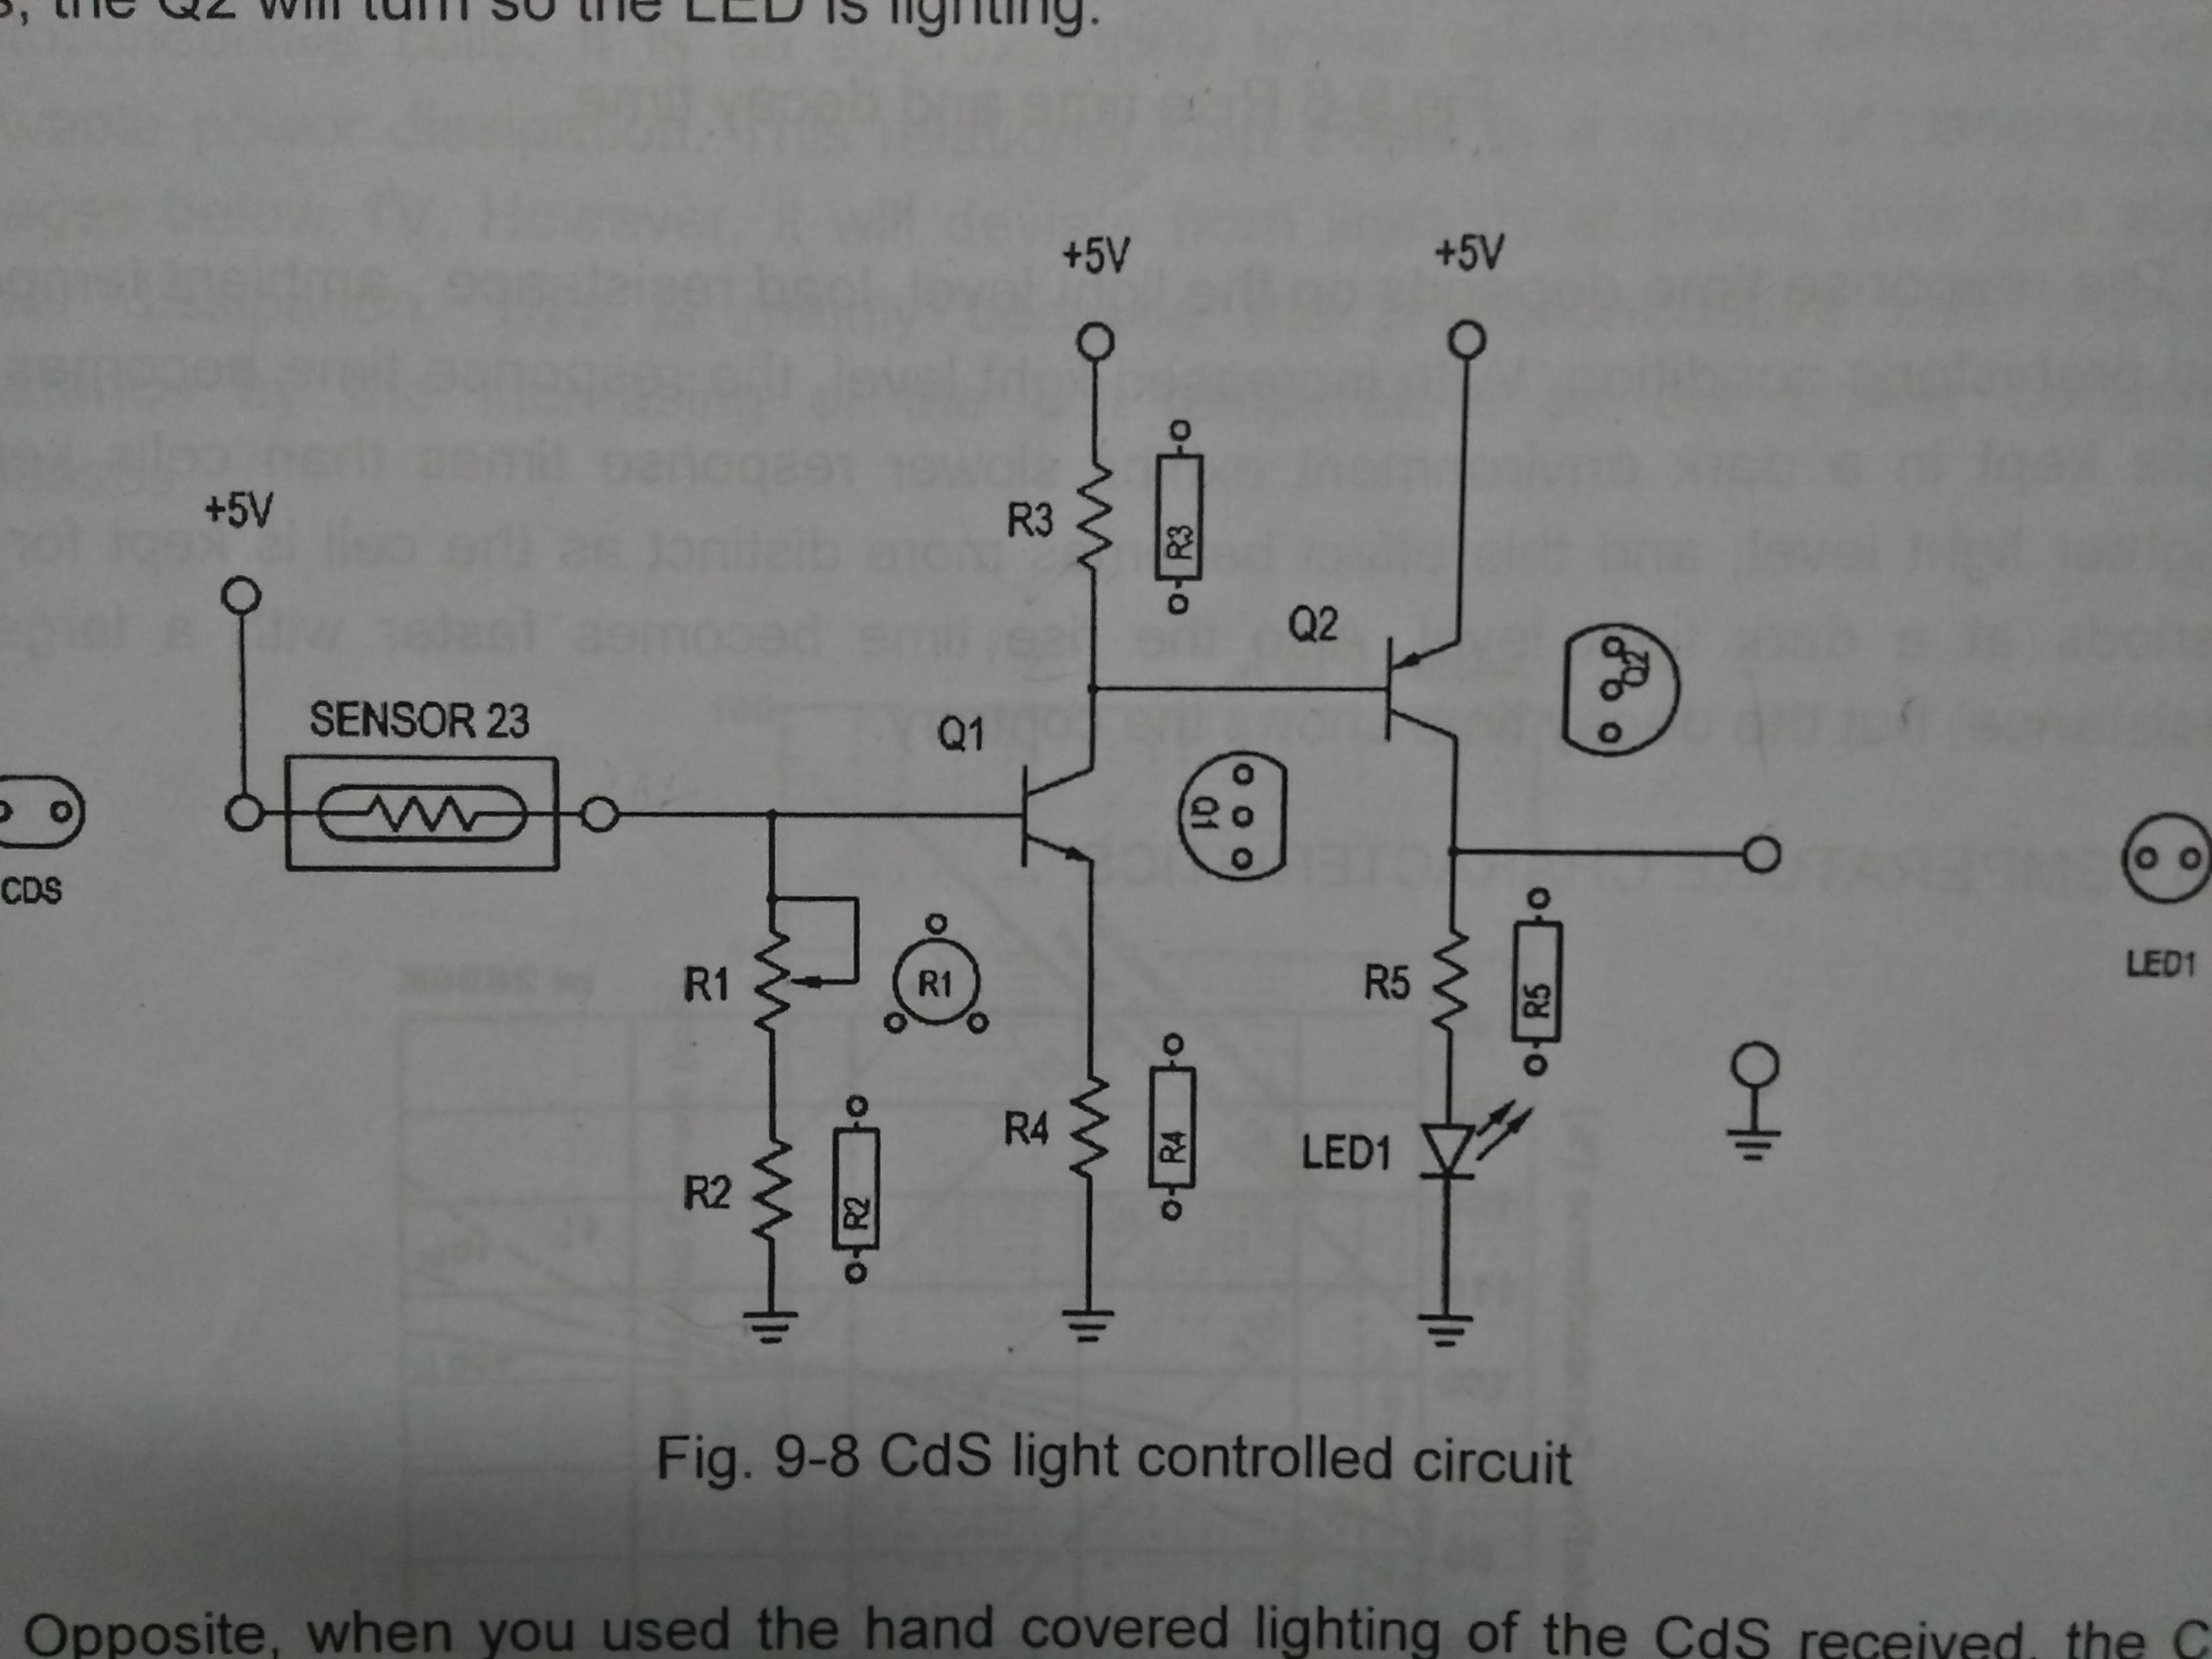 , the Q2 will turn so the LED is lighting.
+5V
+5V
R3
R3
+5V
Q2
Q2
SENSOR 23
Q1
Q1
CDS
R1
R1
R5
R5
LED1
R4
R4
LED1
R2
R2
Fig. 9-8 CdS light controlled circuit
Opposite, when you used the hand covered lighting of the CdS received, the